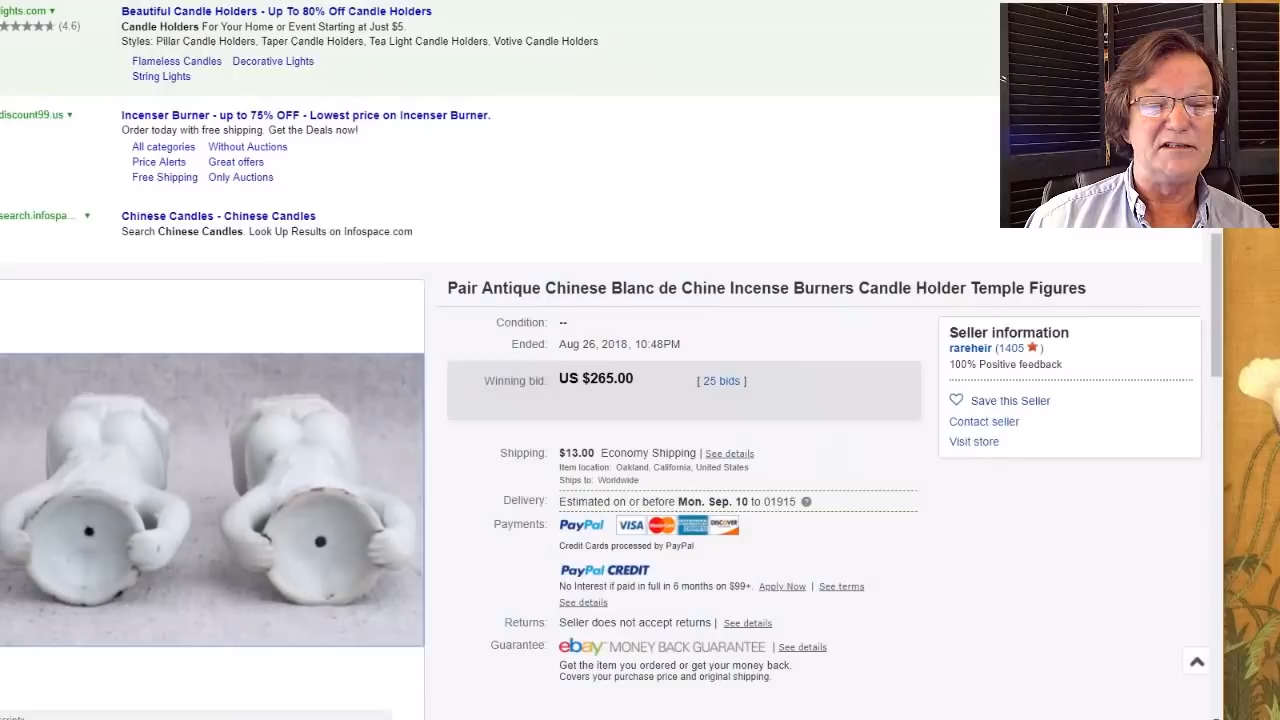 lights.com
Beautiful Candle Holders - Up To 80% Off Candle Holders
(4.6)
Candle Holders For Your Home or Event Starting at Just $5.
Styles: Pillar Candle Holders, Taper Candle Holders, Tea Light Candle Holders, Votive Candle Holders
Flameless Candles Decorative Lights
String Lights
discount99.us
Incenser Burner - up to 75% OFF - Lowest price on Incenser Burner.
Order today with free shipping. Get the Deals now!
All categories Without Auctions
Price Alerts Great offers
Free Shipping Only Auctions
search.infospa...
Chinese Candles - Chinese Candles
Search Chinese Candles. Look Up Results on Infospace.com
Pair Antique Chinese Blanc de Chine Incense Burners Candle Holder Temple Figures
Condition: --
Ended: Aug 26, 2018, 10:48PM
Winning bid: US $265.00 [ 25 bids ]
Shipping: $13.00 Economy Shipping | See details
Item location: Oakland, California, United States
Ships to: Worldwide
Delivery: Estimated on or before Mon. Sep. 10 to 01915
Payments: PayPal VISA MasterCard AMERICAN EXPRESS DISCOVER
Credit Cards processed by PayPal
PayPal CREDIT
No Interest if paid in full in 6 months on $99+. Apply Now | See terms
See details
Returns: Seller does not accept returns | See details
Guarantee: ebay MONEY BACK GUARANTEE | See details
Get the item you ordered or get your money back.
Covers your purchase price and original shipping.
Seller information
rareheir (1405 )
100% Positive feedback
Save this Seller
Contact seller
Visit store